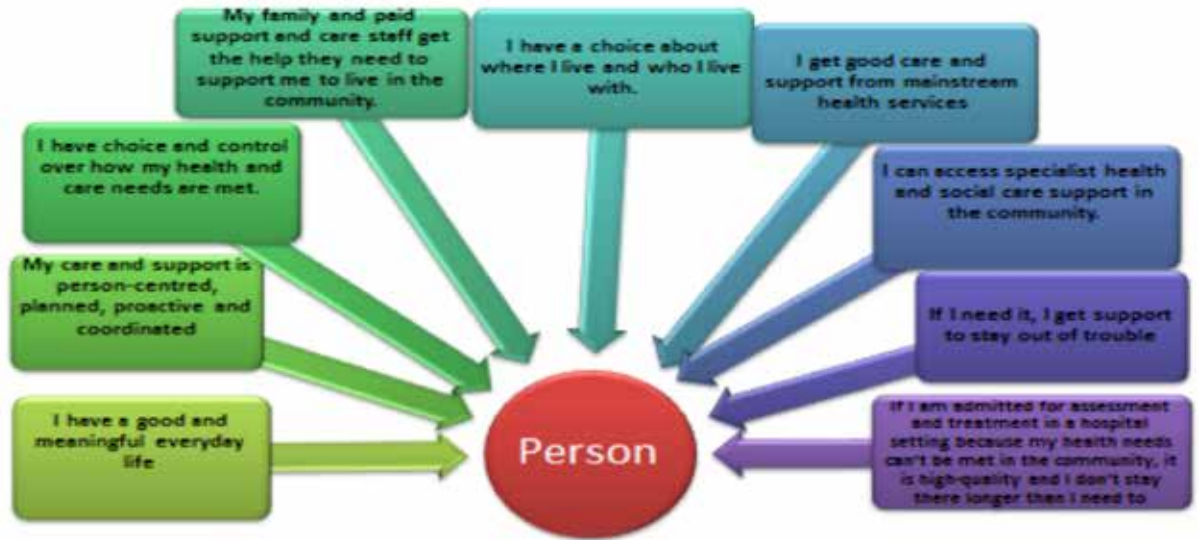 My family and paid
support and care staff get
the help they need to
support me to live in the
community.
I have a choice about
where I live and who I live
with.
I get good care and
support from mainstream
health services
I have choice and control
over how my health and
care needs are met.
I can access specialist health
and social care support in
the community.
My care and support is
person-centred,
planned, proactive and
coordinated
If I need it, I get support
to stay out of trouble
I have a good and
meaningful everyday
life
If I am admitted for assessment
and treatment in a hospital
setting because my health needs
can't be met in the community, it
is high-quality and I don't stay
there longer than I need to
Person